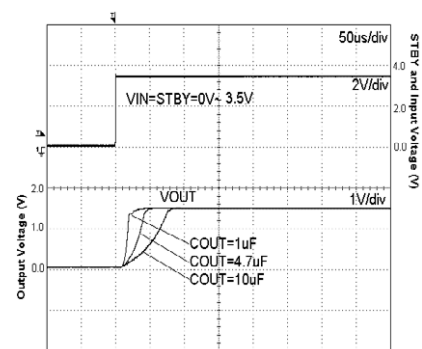 50us/div
2V/div
VIN=STBY=0V~ 3.5V
4.0
2.0
0.0
STBY and Input Voltage (V)
2.0
1.0
0.0
Output Voltage (V)
VOUT
1V/div
COUT=1uF
COUT=4.7uF
COUT=10uF